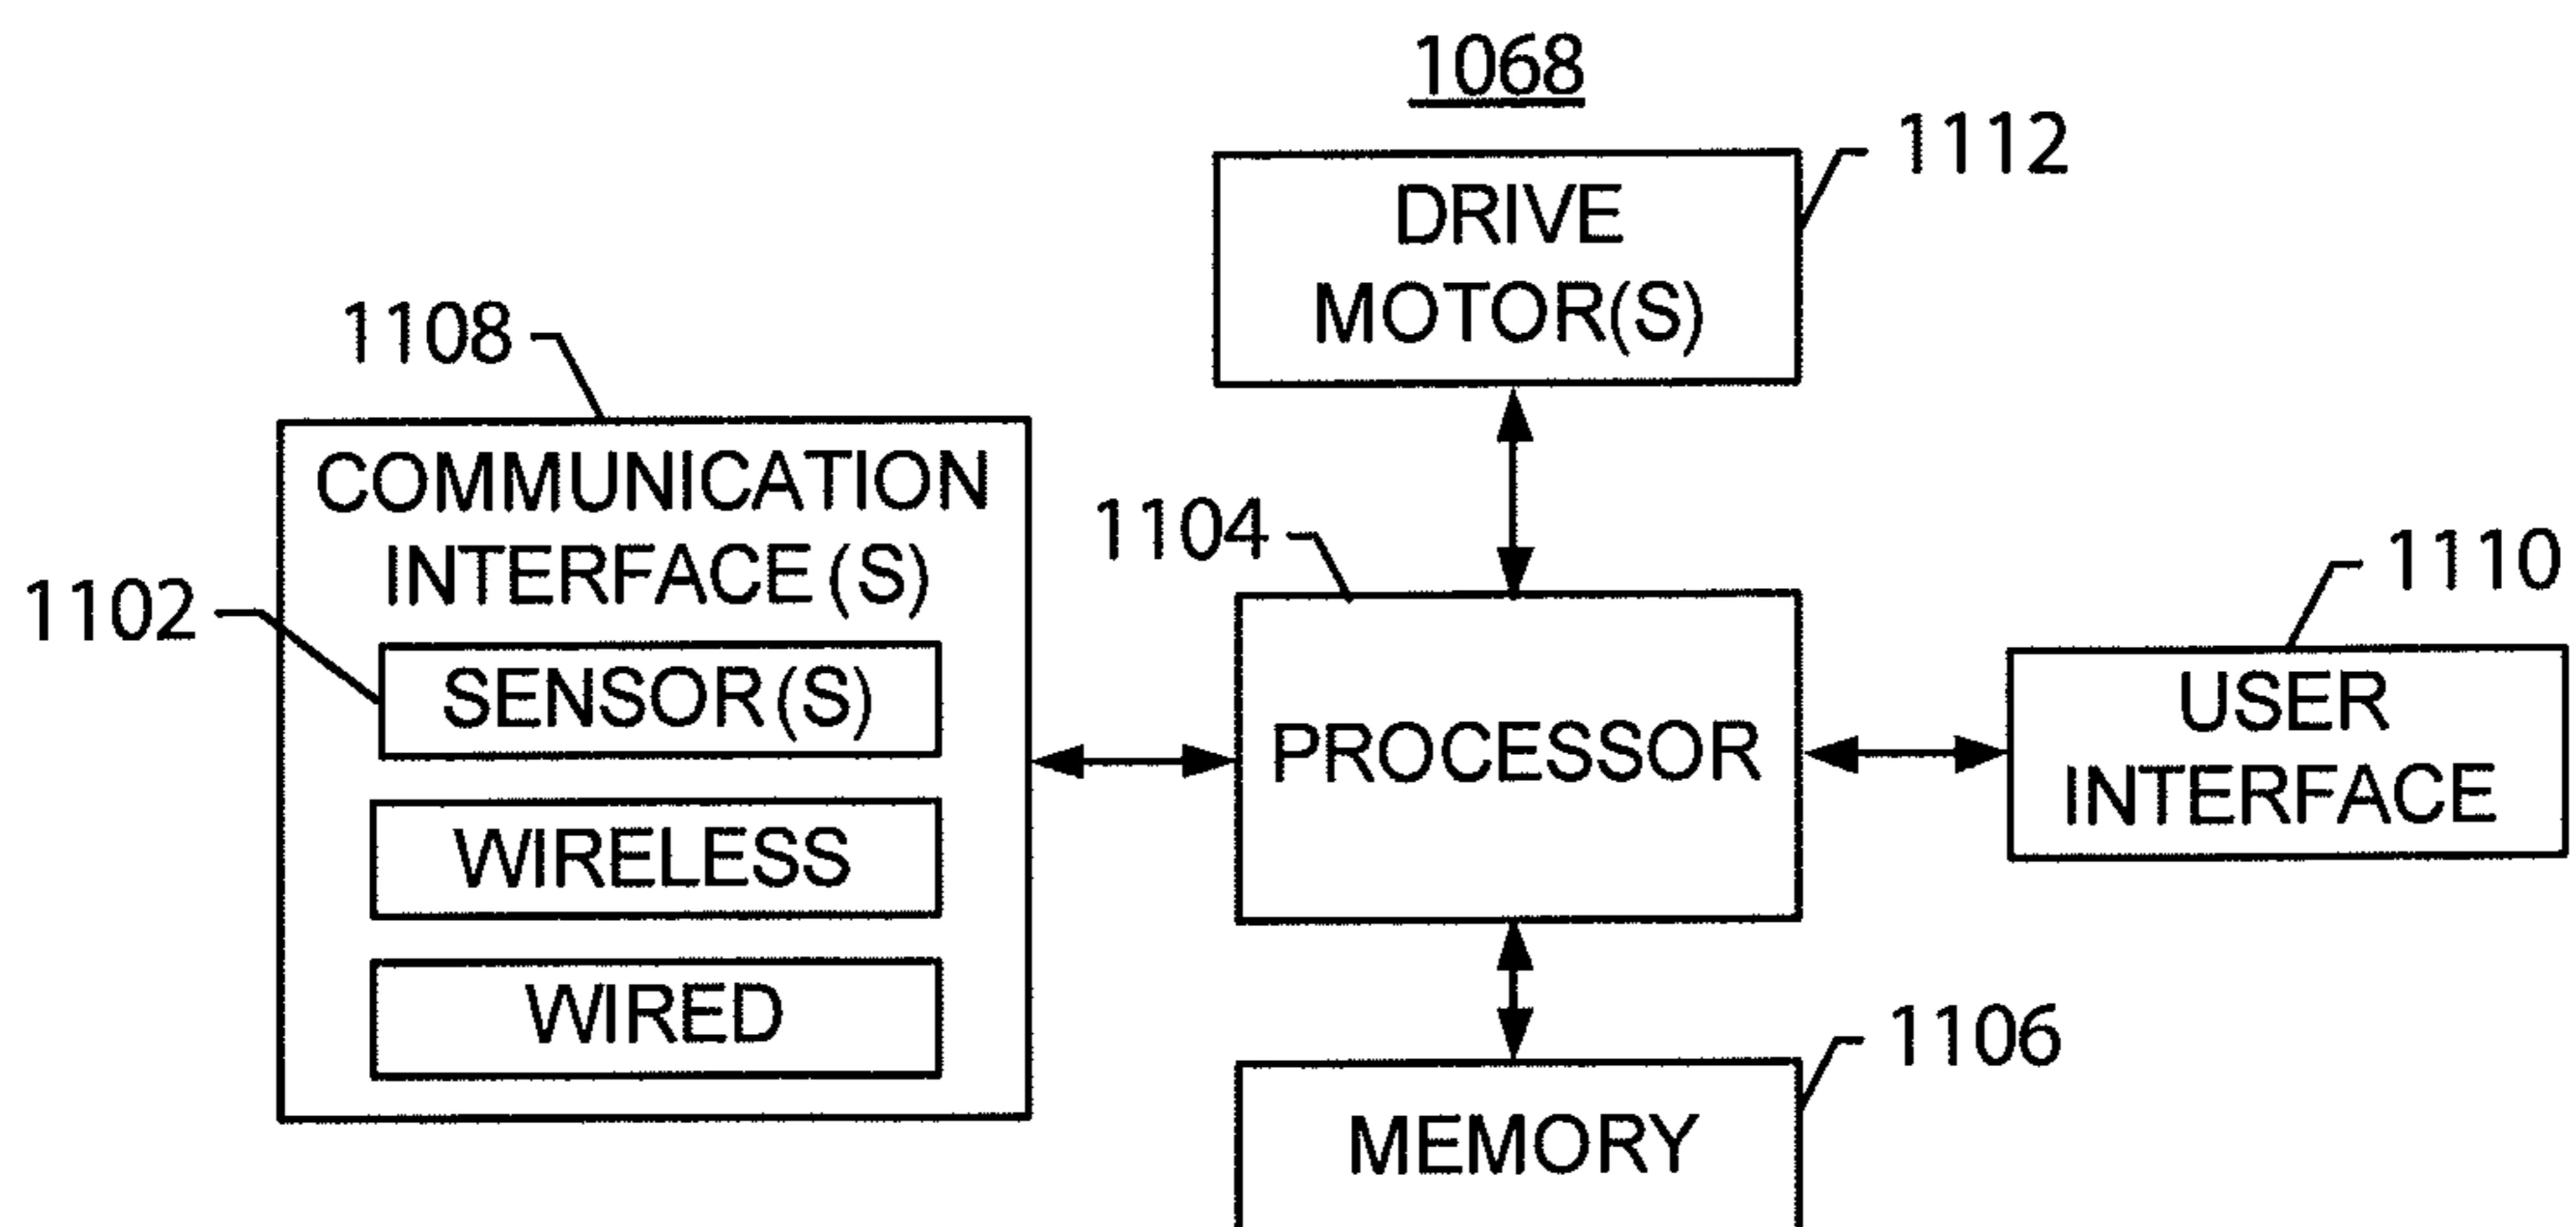 1068
1112
DRIVE
MOTOR(S)
1108
COMMUNICATION
INTERFACE(S)
1102
SENSOR(S)
WIRELESS
WIRED
1104
PROCESSOR
1110
USER
INTERFACE
1106
MEMORY